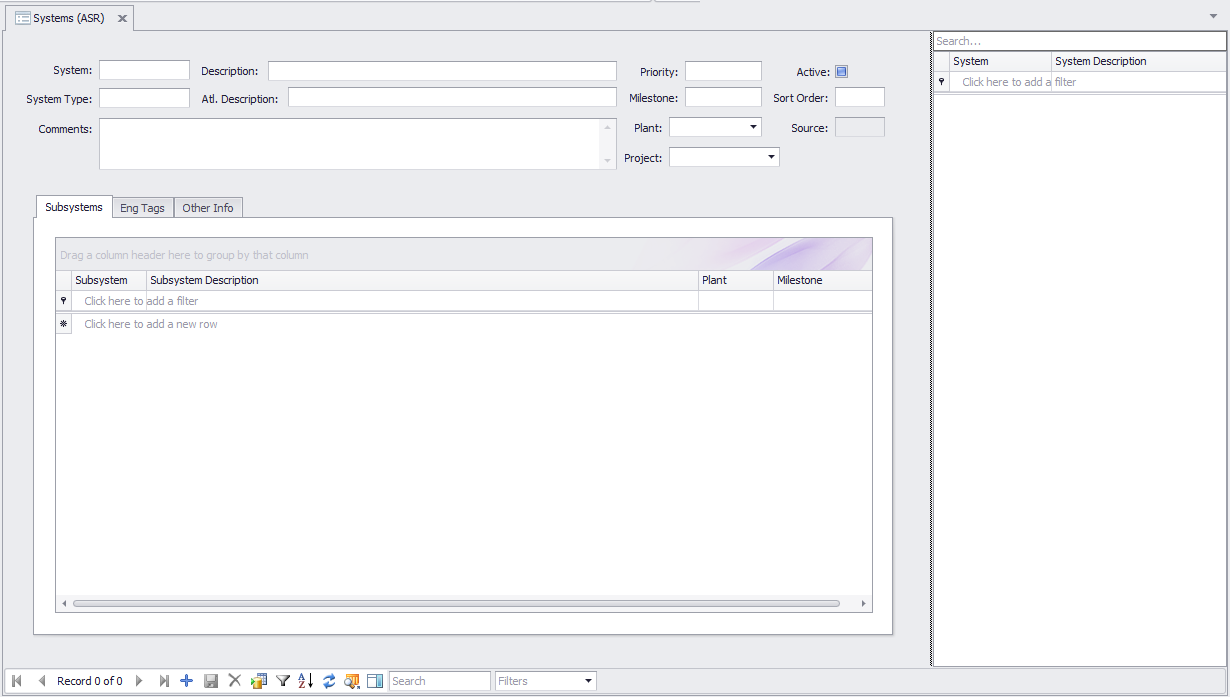 Systems (ASR)
Search...
System: Description: Priority: Active:
System System Description
Click here to add a filter
System Type: Atl. Description: Milestone: Sort Order:
Comments: Plant: Source:
Project:
Subsystems Eng Tags Other Info
Drag a column header here to group by that column
Subsystem Subsystem Description Plant Milestone
Click here to add a filter
Click here to add a new row
Record 0 of 0 Search Filters